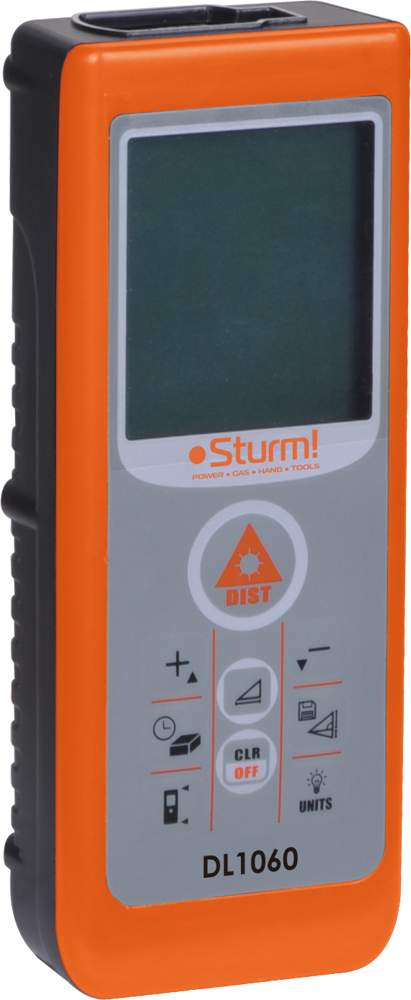 Sturm!
POWER • GAS • HAND • TOOLS
DIST
+
−
CLR
OFF
UNITS
DL1060